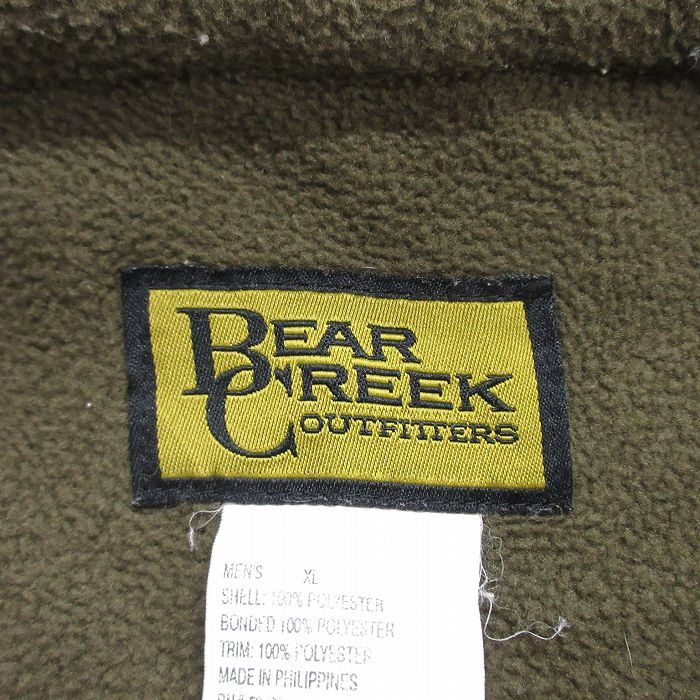 BEAR
CREEK
OUTFITTERS
MEN'S XL
SHELL: 100% POLYESTER
BONDED 100% POLYESTER
TRIM: 100% POLYESTER
MADE IN PHILIPPINES